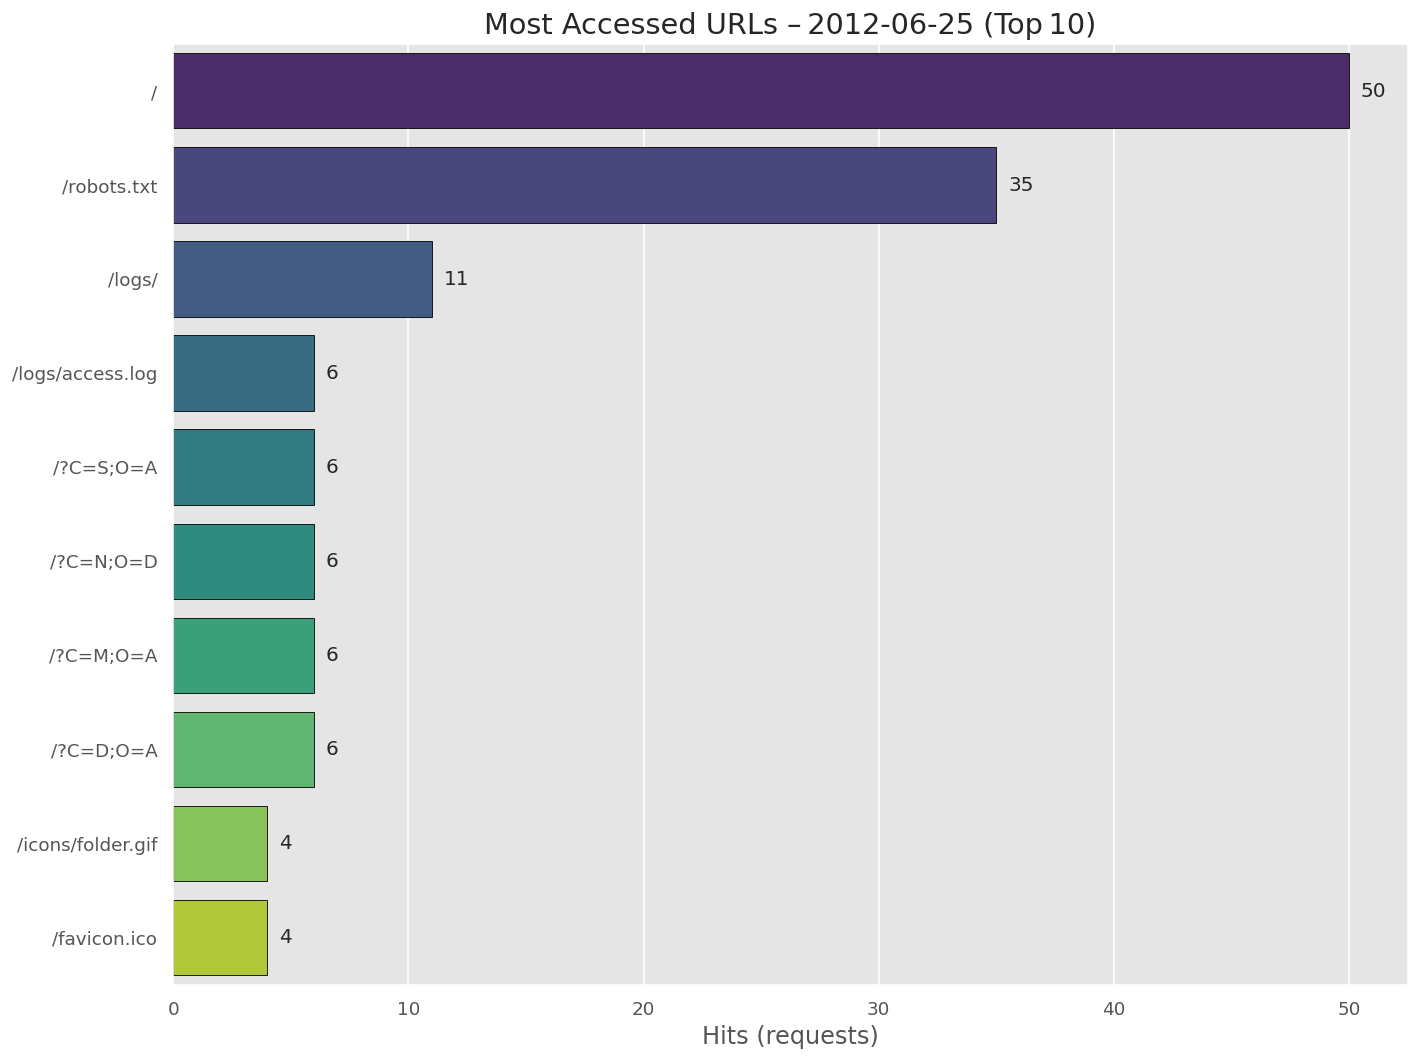 Most Accessed URLs – 2012-06-25 (Top 10)
/ 50
/robots.txt 35
/logs/ 11
/logs/access.log 6
/?C=S;O=A 6
/?C=N;O=D 6
/?C=M;O=A 6
/?C=D;O=A 6
/icons/folder.gif 4
/favicon.ico 4
0 10 20 30 40 50
Hits (requests)